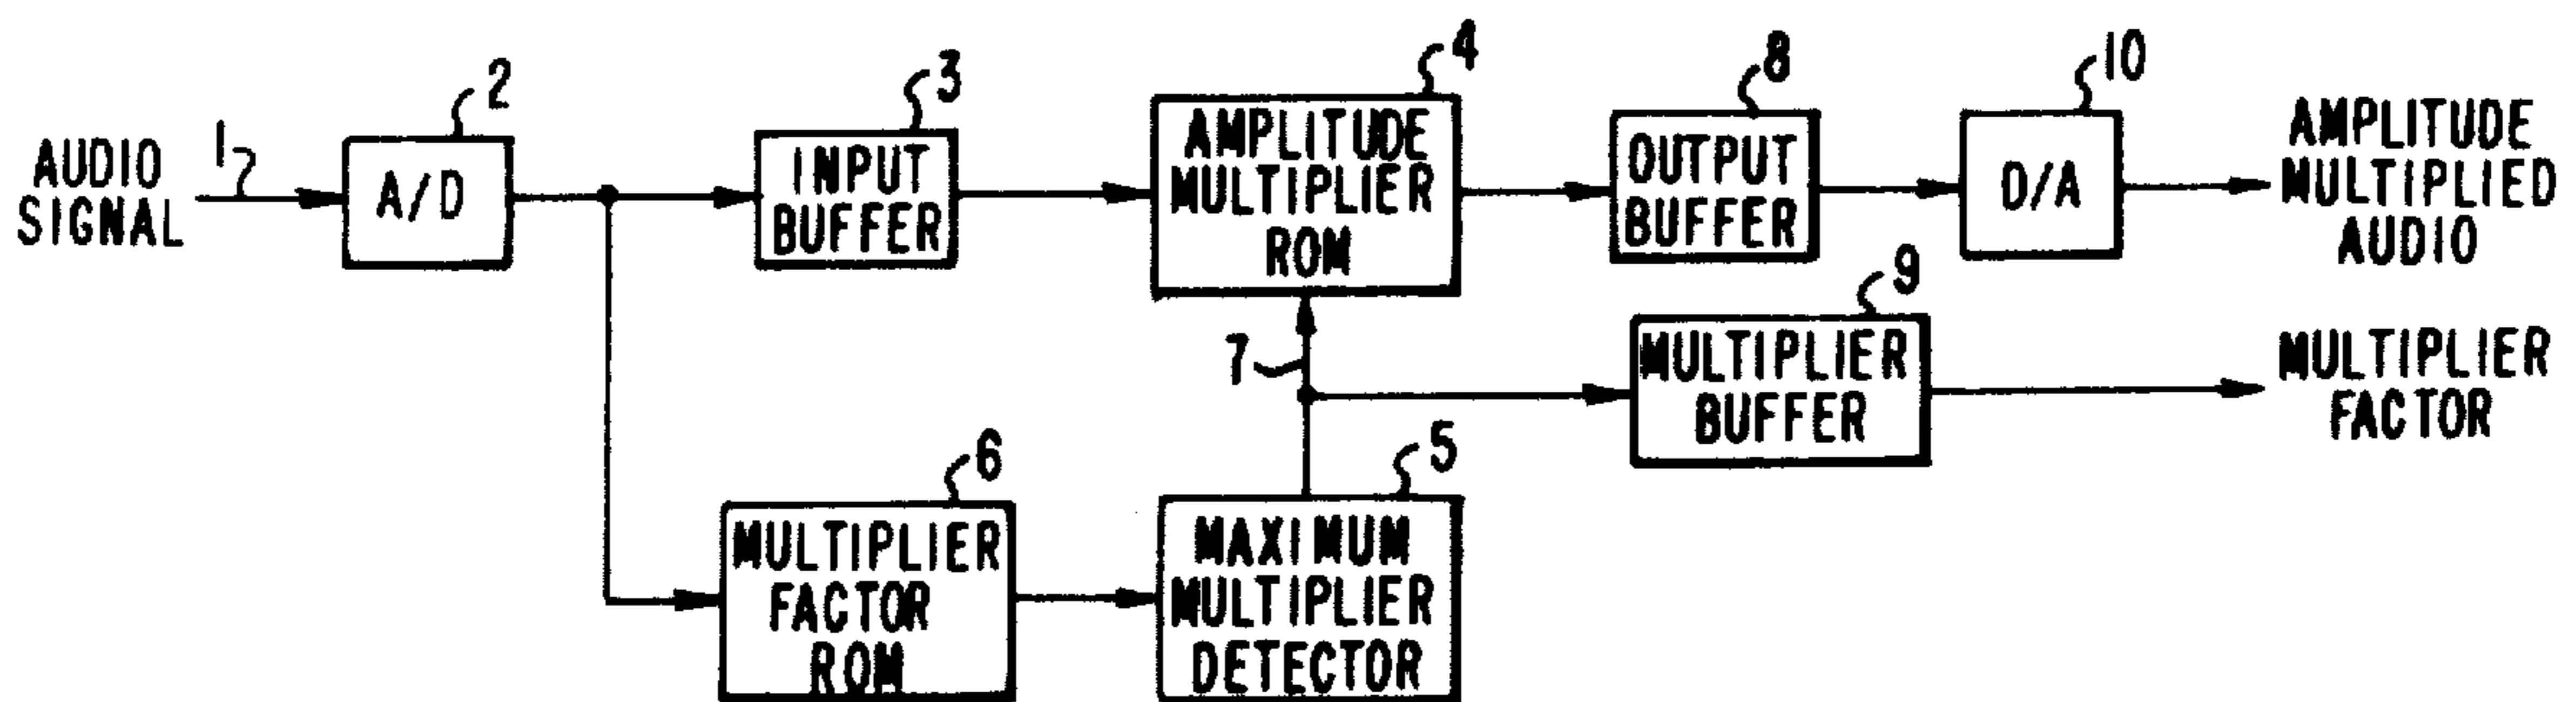 AUDIO
SIGNAL
1
2
A/D
3
INPUT
BUFFER
4
AMPLITUDE
MULTIPLIER
ROM
8
OUTPUT
BUFFER
10
D/A
AMPLITUDE
MULTIPLIED
AUDIO
7
9
MULTIPLIER
BUFFER
MULTIPLIER
FACTOR
6
MULTIPLIER
FACTOR
ROM
5
MAXIMUM
MULTIPLIER
DETECTOR